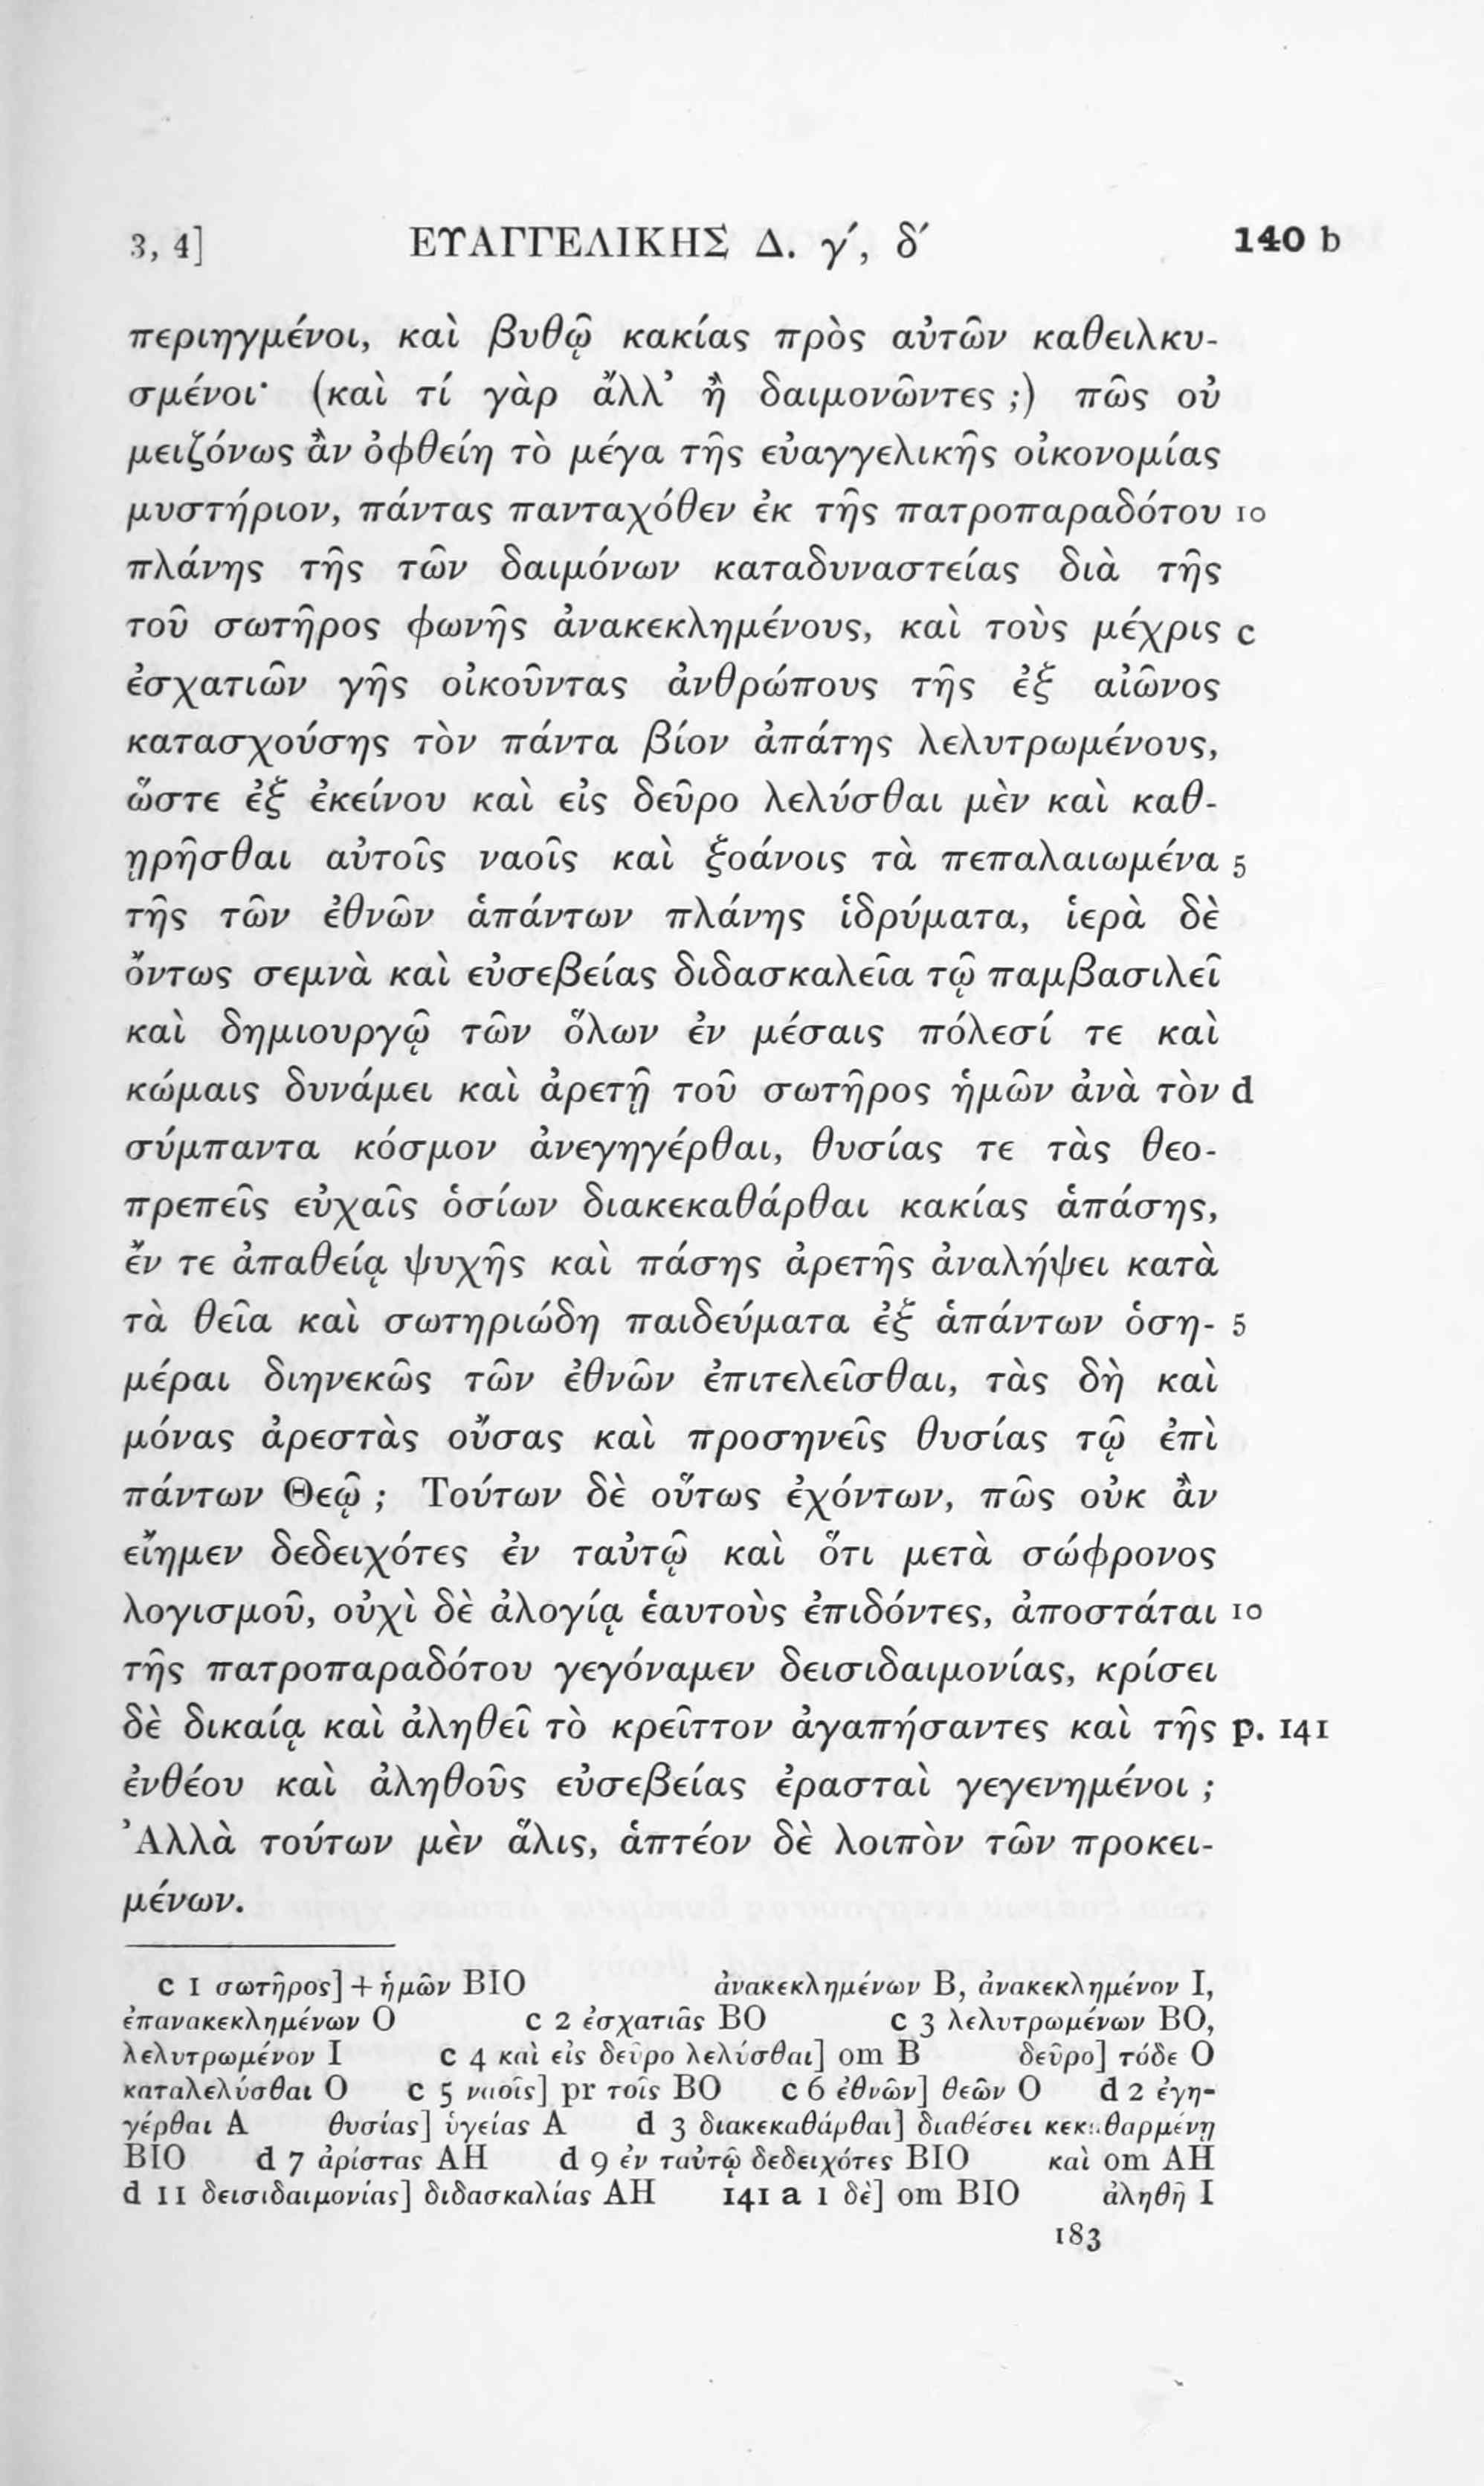 3, 4] ΕΥΑΓΓΕΛΙΚΗΣ Δ. γ´, δ´ 140 b
περιηγμένοι, καὶ βυθῷ κακίας πρὸς αὐτῶν καθειλκυ-
σμένοι· (καὶ τί γὰρ ἄλλ’ ἢ δαιμονῶντες ;) πῶς οὐ
μειζόνως ἂν ὀφθείη τὸ μέγα τῆς εὐαγγελικῆς οἰκονομίας
μυστήριον, πάντας πανταχόθεν ἐκ τῆς πατροπαραδότου 10
πλάνης τῆς τῶν δαιμόνων καταδυναστείας διὰ τῆς
τοῦ σωτῆρος φωνῆς ἀνακεκλημένους, καὶ τοὺς μέχρις c
ἐσχατιῶν γῆς οἰκοῦντας ἀνθρώπους τῆς ἐξ αἰῶνος
κατασχούσης τὸν πάντα βίον ἀπάτης λελυτρωμένους,
ὥστε ἐξ ἐκείνου καὶ εἰς δεῦρο λελύσθαι μὲν καὶ καθ-
ῃρῆσθαι αὐτοῖς ναοῖς καὶ ξοάνοις τὰ πεπαλαιωμένα 5
τῆς τῶν ἐθνῶν ἁπάντων πλάνης ἱδρύματα, ἱερὰ δὲ
ὄντως σεμνὰ καὶ εὐσεβείας διδασκαλεῖα τῷ παμβασιλεῖ
καὶ δημιουργῷ τῶν ὅλων ἐν μέσαις πόλεσί τε καὶ
κώμαις δυνάμει καὶ ἀρετῇ τοῦ σωτῆρος ἡμῶν ἀνὰ τὸν d
σύμπαντα κόσμον ἀνεγηγέρθαι, θυσίας τε τὰς θεο-
πρεπεῖς εὐχαῖς ὁσίων διακεκαθάρθαι κακίας ἁπάσης,
ἔν τε ἀπαθείᾳ ψυχῆς καὶ πάσης ἀρετῆς ἀναλήψει κατὰ
τὰ θεῖα καὶ σωτηριώδη παιδεύματα ἐξ ἁπάντων ὁση- 5
μέραι διηνεκῶς τῶν ἐθνῶν ἐπιτελεῖσθαι, τὰς δὴ καὶ
μόνας ἀρεστὰς οὔσας καὶ προσηνεῖς θυσίας τῷ ἐπὶ
πάντων Θεῷ ; Τούτων δὲ οὕτως ἐχόντων, πῶς οὐκ ἂν
εἴημεν δεδειχότες ἐν ταὐτῷ καὶ ὅτι μετὰ σώφρονος
λογισμοῦ, οὐχὶ δὲ ἀλογίᾳ ἑαυτοὺς ἐπιδόντες, ἀποστάται 10
τῆς πατροπαραδότου γεγόναμεν δεισιδαιμονίας, κρίσει
δὲ δικαίᾳ καὶ ἀληθεῖ τὸ κρεῖττον ἀγαπήσαντες καὶ τῆς p. 141
ἐνθέου καὶ ἀληθοῦς εὐσεβείας ἐρασταὶ γεγενημένοι ;
Ἀλλὰ τούτων μὲν ἅλις, ἁπτέον δὲ λοιπὸν τῶν προκει-
μένων.
c 1 σωτῆρος] + ἡμῶν BIO ἀνακεκλημένων B, ἀνακεκλημένον I,
ἐπανακεκλημένων O c 2 ἐσχατιᾶς BO c 3 λελυτρωμένων BO,
λελυτρωμένον I c 4 καὶ εἰς δεῦρο λελύσθαι] om B δεῦρο] τόδε O
καταλελύσθαι O c 5 ναοῖς] pr τοῖς BO c 6 ἐθνῶν] θεῶν O d 2 ἐγη-
γέρθαι A θυσίας] ὑγείας A d 3 διακεκαθάρθαι] διαθέσει κεκαθαρμένῃ
BIO d 7 ἀρίστας AH d 9 ἐν ταὐτῷ δεδειχότες BIO καὶ om AH
d 11 δεισιδαιμονίας] διδασκαλίας AH 141 a 1 δὲ] om BIO ἀληθῆ I
183